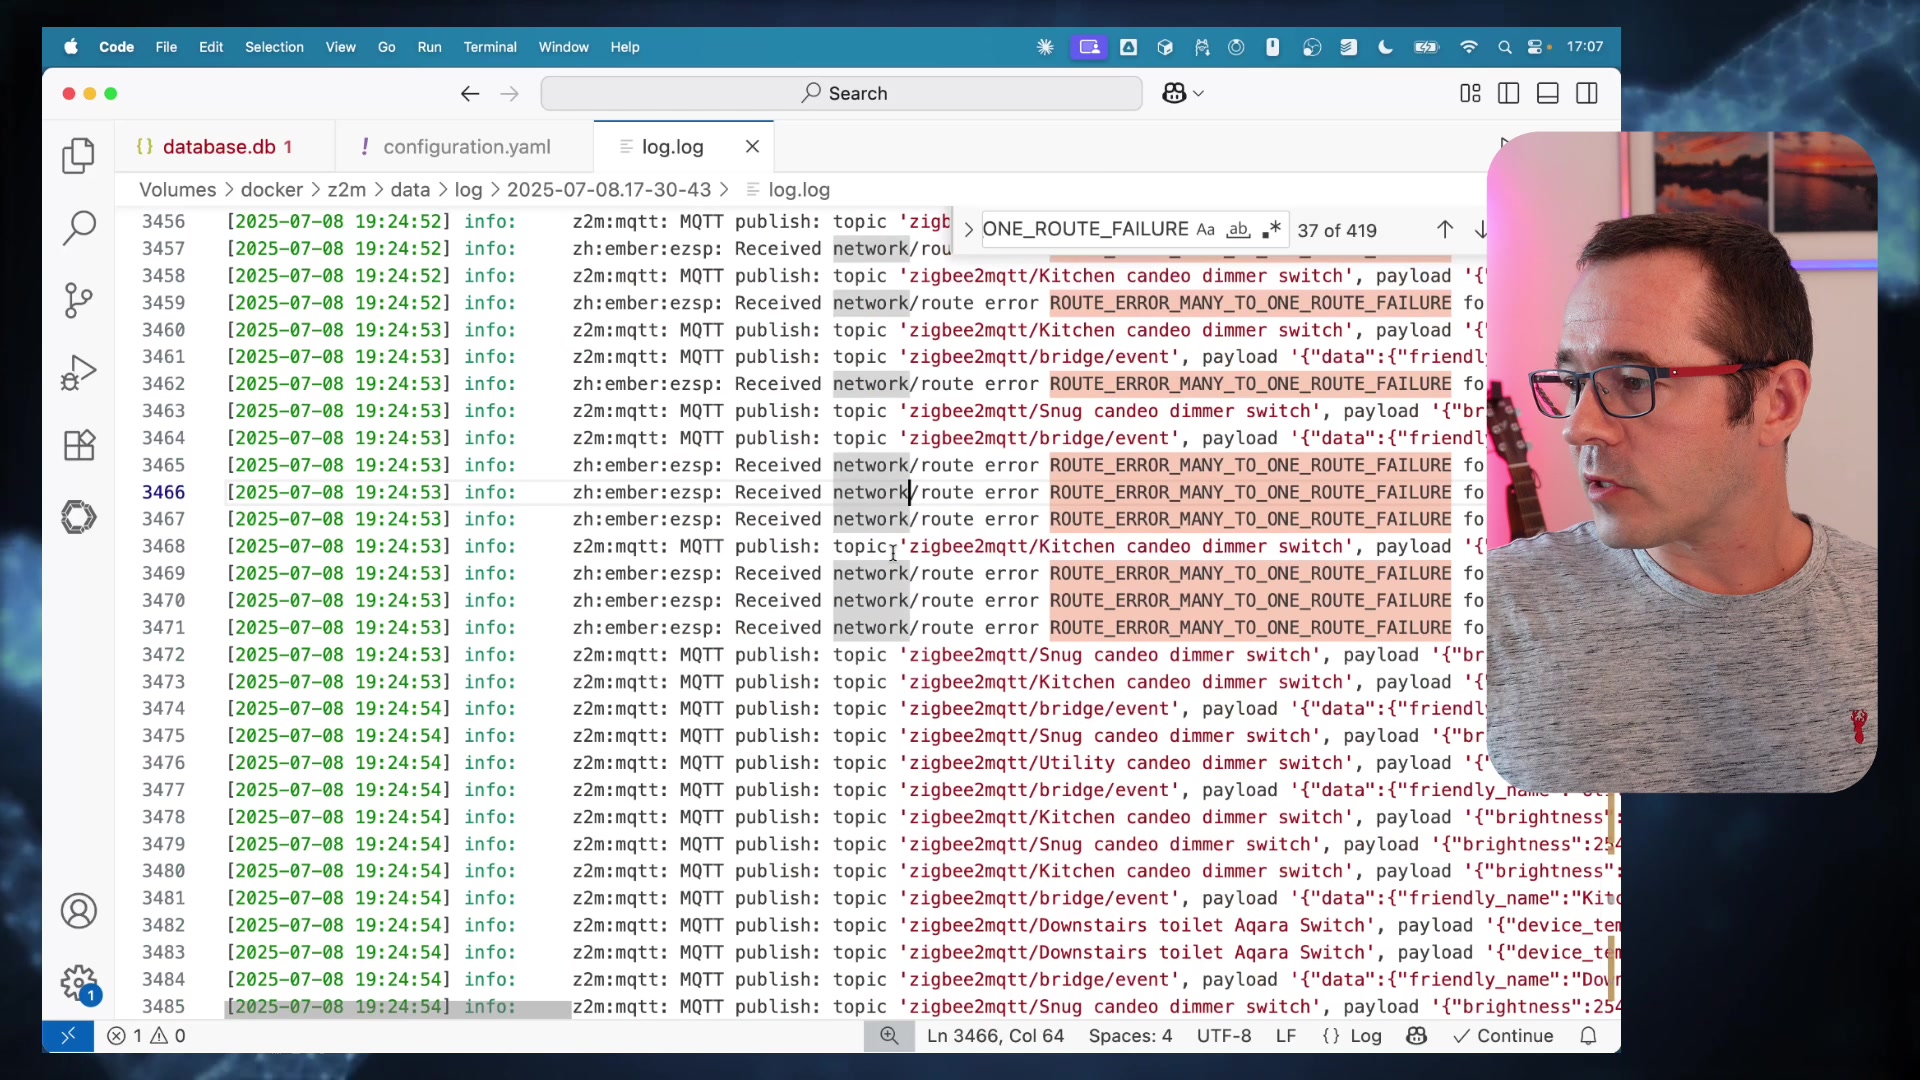 Code File Edit Selection View Go Run Terminal Window Help 17:07
Search
database.db 1 configuration.yaml log.log
Volumes > docker > z2m > data > log > 2025-07-08.17-30-43 > log.log
ONE_ROUTE_FAILURE Aa ab .* 37 of 419
3456 [2025-07-08 19:24:52] info: z2m:mqtt: MQTT publish: topic 'zigb
3457 [2025-07-08 19:24:52] info: zh:ember:ezsp: Received network/rou
3458 [2025-07-08 19:24:52] info: z2m:mqtt: MQTT publish: topic 'zigbee2mqtt/Kitchen candeo dimmer switch', payload '{"
3459 [2025-07-08 19:24:52] info: zh:ember:ezsp: Received network/route error ROUTE_ERROR_MANY_TO_ONE_ROUTE_FAILURE fo
3460 [2025-07-08 19:24:53] info: z2m:mqtt: MQTT publish: topic 'zigbee2mqtt/Kitchen candeo dimmer switch', payload '{"
3461 [2025-07-08 19:24:53] info: z2m:mqtt: MQTT publish: topic 'zigbee2mqtt/bridge/event', payload '{"data":{"friendly
3462 [2025-07-08 19:24:53] info: zh:ember:ezsp: Received network/route error ROUTE_ERROR_MANY_TO_ONE_ROUTE_FAILURE fo
3463 [2025-07-08 19:24:53] info: z2m:mqtt: MQTT publish: topic 'zigbee2mqtt/Snug candeo dimmer switch', payload '{"br
3464 [2025-07-08 19:24:53] info: z2m:mqtt: MQTT publish: topic 'zigbee2mqtt/bridge/event', payload '{"data":{"friendly
3465 [2025-07-08 19:24:53] info: zh:ember:ezsp: Received network/route error ROUTE_ERROR_MANY_TO_ONE_ROUTE_FAILURE fo
3466 [2025-07-08 19:24:53] info: zh:ember:ezsp: Received network/route error ROUTE_ERROR_MANY_TO_ONE_ROUTE_FAILURE fo
3467 [2025-07-08 19:24:53] info: zh:ember:ezsp: Received network/route error ROUTE_ERROR_MANY_TO_ONE_ROUTE_FAILURE fo
3468 [2025-07-08 19:24:53] info: z2m:mqtt: MQTT publish: topic 'zigbee2mqtt/Kitchen candeo dimmer switch', payload '{"
3469 [2025-07-08 19:24:53] info: zh:ember:ezsp: Received network/route error ROUTE_ERROR_MANY_TO_ONE_ROUTE_FAILURE fo
3470 [2025-07-08 19:24:53] info: zh:ember:ezsp: Received network/route error ROUTE_ERROR_MANY_TO_ONE_ROUTE_FAILURE fo
3471 [2025-07-08 19:24:53] info: zh:ember:ezsp: Received network/route error ROUTE_ERROR_MANY_TO_ONE_ROUTE_FAILURE fo
3472 [2025-07-08 19:24:53] info: z2m:mqtt: MQTT publish: topic 'zigbee2mqtt/Snug candeo dimmer switch', payload '{"br
3473 [2025-07-08 19:24:53] info: z2m:mqtt: MQTT publish: topic 'zigbee2mqtt/Kitchen candeo dimmer switch', payload '{"
3474 [2025-07-08 19:24:54] info: z2m:mqtt: MQTT publish: topic 'zigbee2mqtt/bridge/event', payload '{"data":{"friendly
3475 [2025-07-08 19:24:54] info: z2m:mqtt: MQTT publish: topic 'zigbee2mqtt/Snug candeo dimmer switch', payload '{"br
3476 [2025-07-08 19:24:54] info: z2m:mqtt: MQTT publish: topic 'zigbee2mqtt/Utility candeo dimmer switch', payload '{"
3477 [2025-07-08 19:24:54] info: z2m:mqtt: MQTT publish: topic 'zigbee2mqtt/bridge/event', payload '{"data":{"friendly_name":
3478 [2025-07-08 19:24:54] info: z2m:mqtt: MQTT publish: topic 'zigbee2mqtt/Kitchen candeo dimmer switch', payload '{"brightness":
3479 [2025-07-08 19:24:54] info: z2m:mqtt: MQTT publish: topic 'zigbee2mqtt/Snug candeo dimmer switch', payload '{"brightness":254
3480 [2025-07-08 19:24:54] info: z2m:mqtt: MQTT publish: topic 'zigbee2mqtt/Kitchen candeo dimmer switch', payload '{"brightness":
3481 [2025-07-08 19:24:54] info: z2m:mqtt: MQTT publish: topic 'zigbee2mqtt/bridge/event', payload '{"data":{"friendly_name":"Kitc
3482 [2025-07-08 19:24:54] info: z2m:mqtt: MQTT publish: topic 'zigbee2mqtt/Downstairs toilet Aqara Switch', payload '{"device_tem
3483 [2025-07-08 19:24:54] info: z2m:mqtt: MQTT publish: topic 'zigbee2mqtt/Downstairs toilet Aqara Switch', payload '{"device_tem
3484 [2025-07-08 19:24:54] info: z2m:mqtt: MQTT publish: topic 'zigbee2mqtt/bridge/event', payload '{"data":{"friendly_name":"Down
3485 [2025-07-08 19:24:54] info: z2m:mqtt: MQTT publish: topic 'zigbee2mqtt/Snug candeo dimmer switch', payload '{"brightness":254
1
1 0 Ln 3466, Col 64 Spaces: 4 UTF-8 LF {} Log Continue